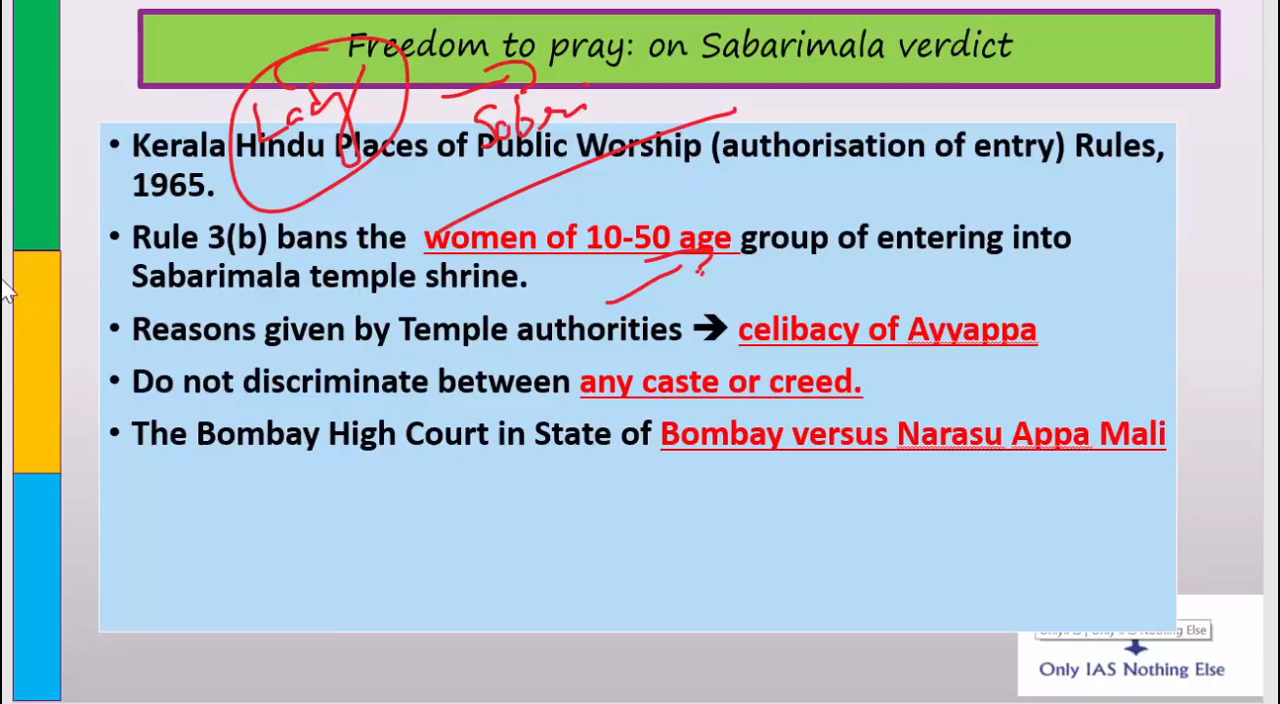 Freedom to pray: on Sabarimala verdict
Lady
• Kerala Hindu Places of Public Worship (authorisation of entry) Rules,
1965.
• Rule 3(b) bans the women of 10-50 age group of entering into
Sabarimala temple shrine.
?
• Reasons given by Temple authorities ➔ celibacy of Ayyappa
• Do not discriminate between any caste or creed.
• The Bombay High Court in State of Bombay versus Narasu Appa Mali
Only IAS Nothing Else